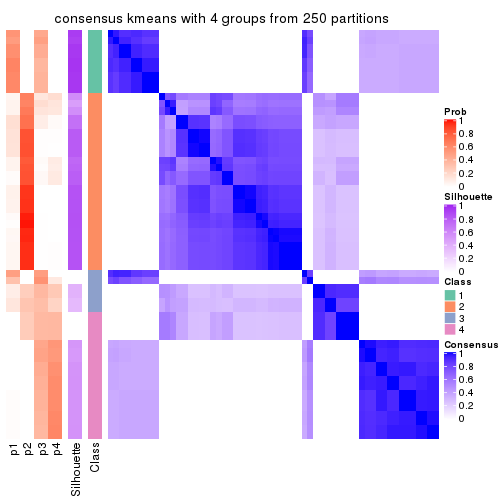 consensus kmeans with 4 groups from 250 partitions
Prob
1
0.8
0.6
0.4
0.2
0
Silhouette
1
0.8
0.6
0.4
0.2
0
Class
1
2
3
4
Consensus
1
0.8
0.6
0.4
0.2
0
p1
p2
p3
p4
Silhouette
Class